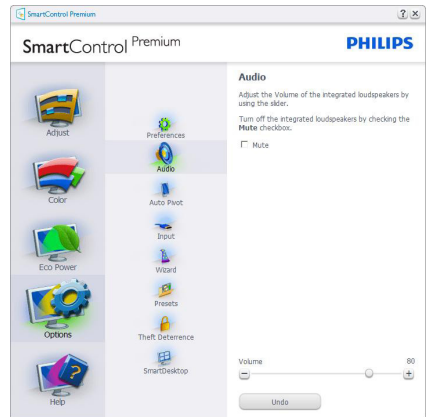 SmartControl Premium
SmartControl Premium
PHILIPS
Adjust
Color
Eco Power
Options
Help
Preferences
Audio
Auto Pivot
Input
Wizard
Presets
Theft Deterrence
SmartDesktop
Audio
Adjust the Volume of the integrated loudspeakers by
using the slider.
Turn off the integrated loudspeakers by checking the
Mute checkbox.
Mute
Volume 80
Undo